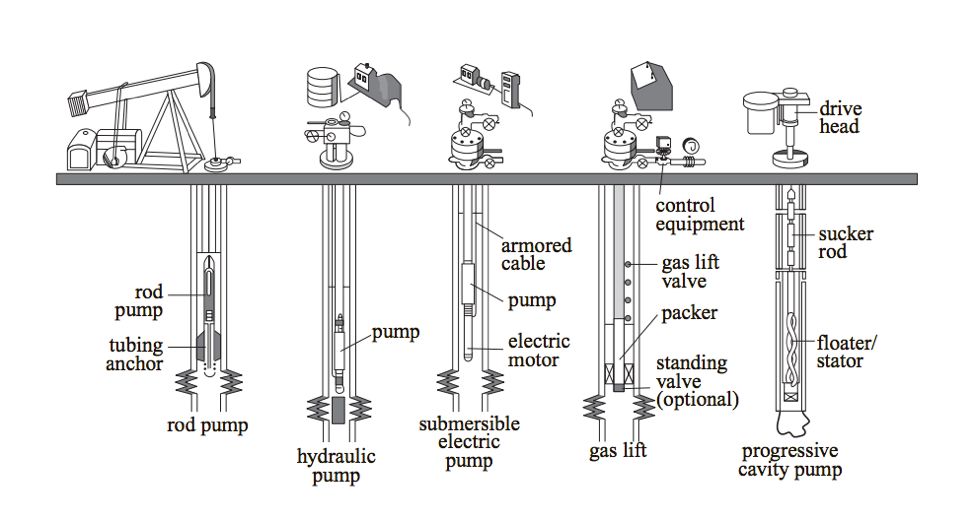 rod
pump
tubing
anchor
rod pump
pump
hydraulic
pump
armored
cable
pump
electric
motor
submersible
electric
pump
control
equipment
gas lift
valve
packer
standing
valve
(optional)
gas lift
drive
head
sucker
rod
floater/
stator
progressive
cavity pump